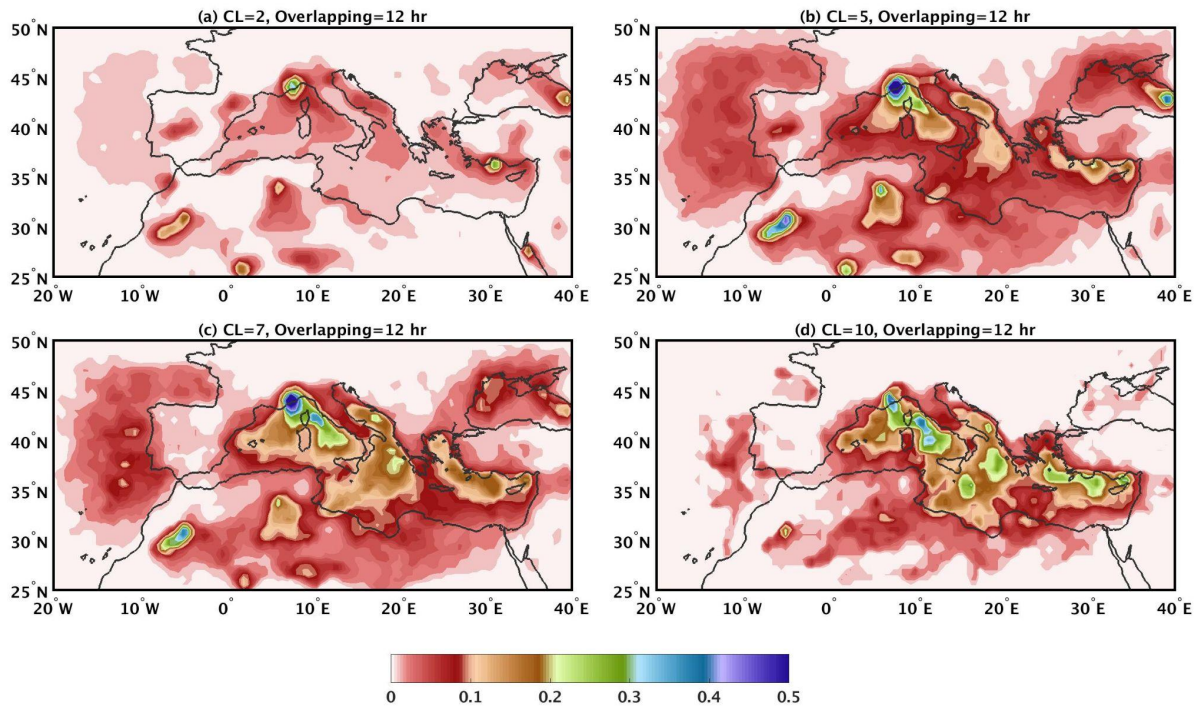 (a) CL=2, Overlapping=12 hr
(b) CL=5, Overlapping=12 hr
50°N
45°N
40°N
35°N
30°N
25°N
20°W 10°W 0° 10°E 20°E 30°E 40°E
50°N
45°N
40°N
35°N
30°N
25°N
20°W 10°W 0° 10°E 20°E 30°E 40°E
(c) CL=7, Overlapping=12 hr
(d) CL=10, Overlapping=12 hr
50°N
45°N
40°N
35°N
30°N
25°N
20°W 10°W 0° 10°E 20°E 30°E 40°E
50°N
45°N
40°N
35°N
30°N
25°N
20°W 10°W 0° 10°E 20°E 30°E 40°E
0 0.1 0.2 0.3 0.4 0.5